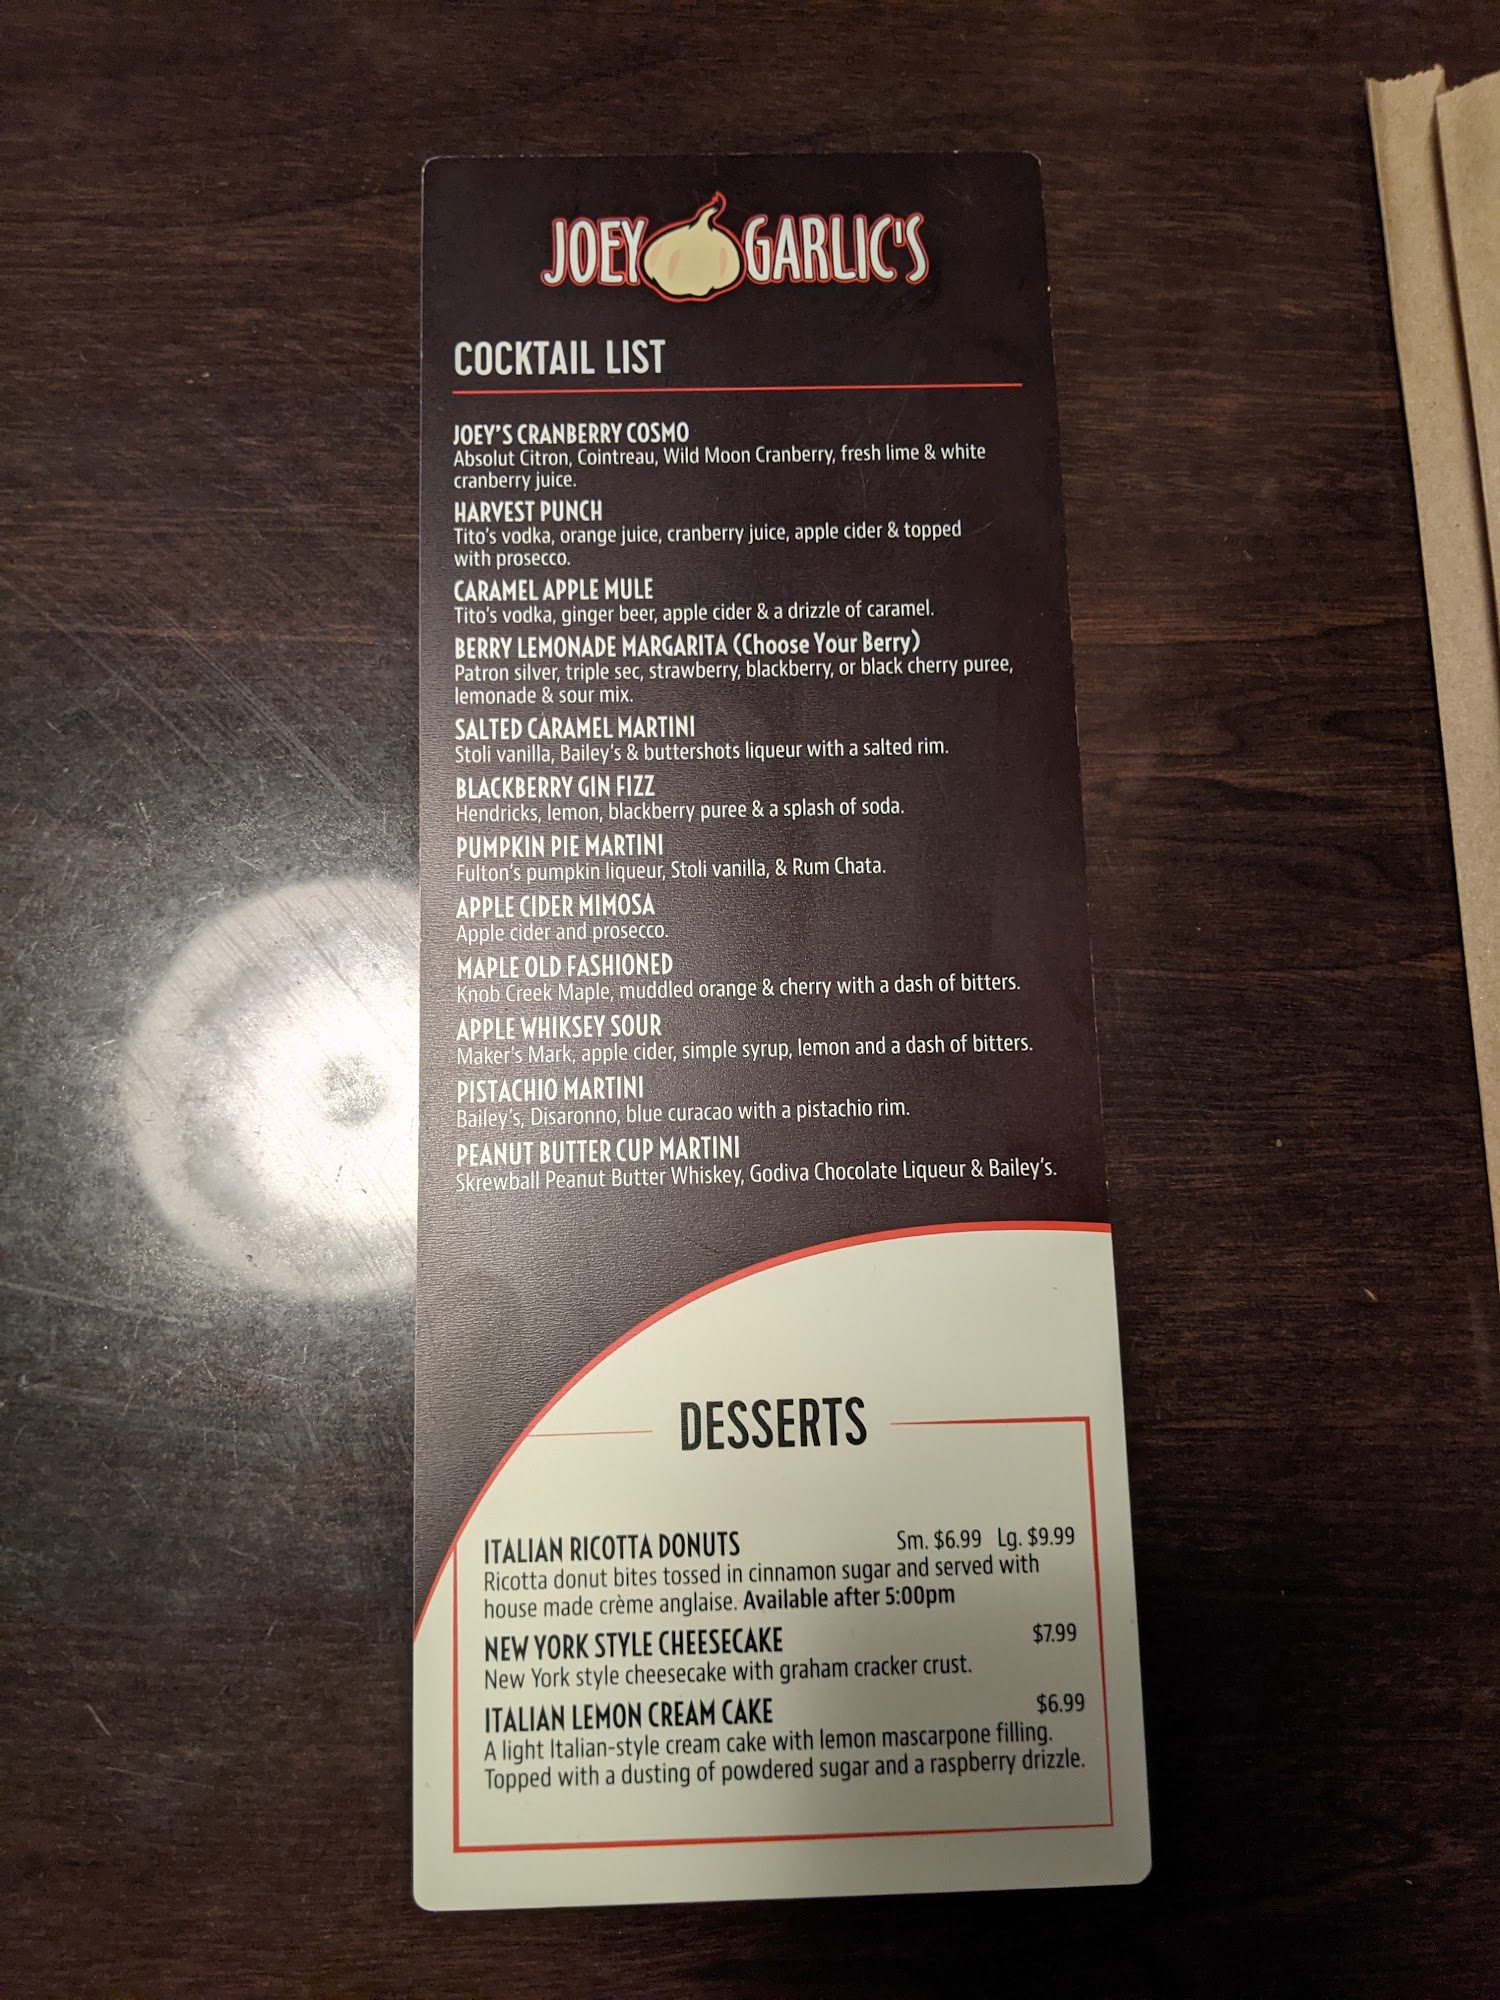 JOEY GARLIC'S
COCKTAIL LIST
JOEY'S CRANBERRY COSMO
Absolut Citron, Cointreau, Wild Moon Cranberry, fresh lime & white
cranberry juice.
HARVEST PUNCH
Tito's vodka, orange juice, cranberry juice, apple cider & topped
with prosecco.
CARAMEL APPLE MULE
Tito's vodka, ginger beer, apple cider & a drizzle of caramel.
BERRY LEMONADE MARGARITA (Choose Your Berry)
Patron silver, triple sec, strawberry, blackberry, or black cherry puree,
lemonade & sour mix.
SALTED CARAMEL MARTINI
Stoli vanilla, Bailey's & buttershots liqueur with a salted rim.
BLACKBERRY GIN FIZZ
Hendricks, lemon, blackberry puree & a splash of soda.
PUMPKIN PIE MARTINI
Fulton's pumpkin liqueur, Stoli vanilla, & Rum Chata.
APPLE CIDER MIMOSA
Apple cider and prosecco.
MAPLE OLD FASHIONED
Knob Creek Maple, muddled orange & cherry with a dash of bitters.
APPLE WHIKSEY SOUR
Maker's Mark, apple cider, simple syrup, lemon and a dash of bitters.
PISTACHIO MARTINI
Bailey's, Disaronno, blue curacao with a pistachio rim.
PEANUT BUTTER CUP MARTINI
Skrewball Peanut Butter Whiskey, Godiva Chocolate Liqueur & Bailey's.
DESSERTS
ITALIAN RICOTTA DONUTS Sm. $6.99 Lg. $9.99
Ricotta donut bites tossed in cinnamon sugar and served with
house made crème anglaise. Available after 5:00pm
NEW YORK STYLE CHEESECAKE $7.99
New York style cheesecake with graham cracker crust.
ITALIAN LEMON CREAM CAKE $6.99
A light Italian-style cream cake with lemon mascarpone filling.
Topped with a dusting of powdered sugar and a raspberry drizzle.